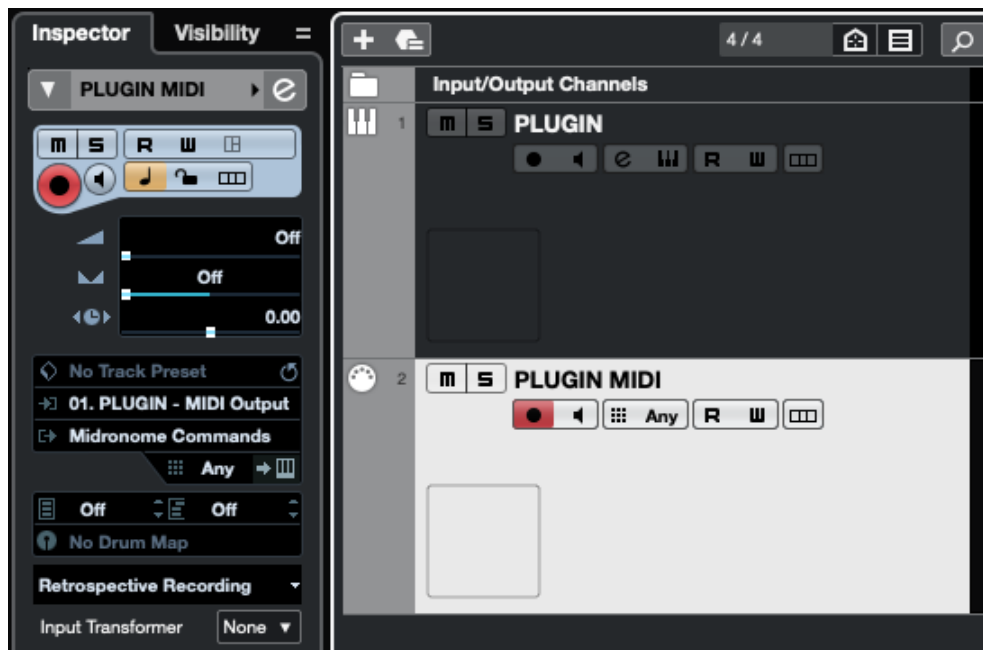 Inspector Visibility
PLUGIN MIDI
M S R W
Off
Off
0.00
No Track Preset
01. PLUGIN - MIDI Output
Midronome Commands
Any
Off Off
No Drum Map
Retrospective Recording
Input Transformer None
4 / 4
Input/Output Channels
1 M S PLUGIN
R W
2 M S PLUGIN MIDI
Any R W